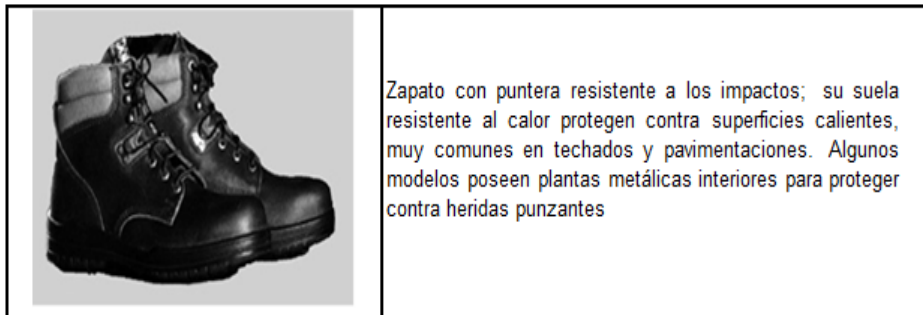 Zapato con puntera resistente a los impactos; su suela
resistente al calor protegen contra superficies calientes,
muy comunes en techados y pavimentaciones. Algunos
modelos poseen plantas metálicas interiores para proteger
contra heridas punzantes